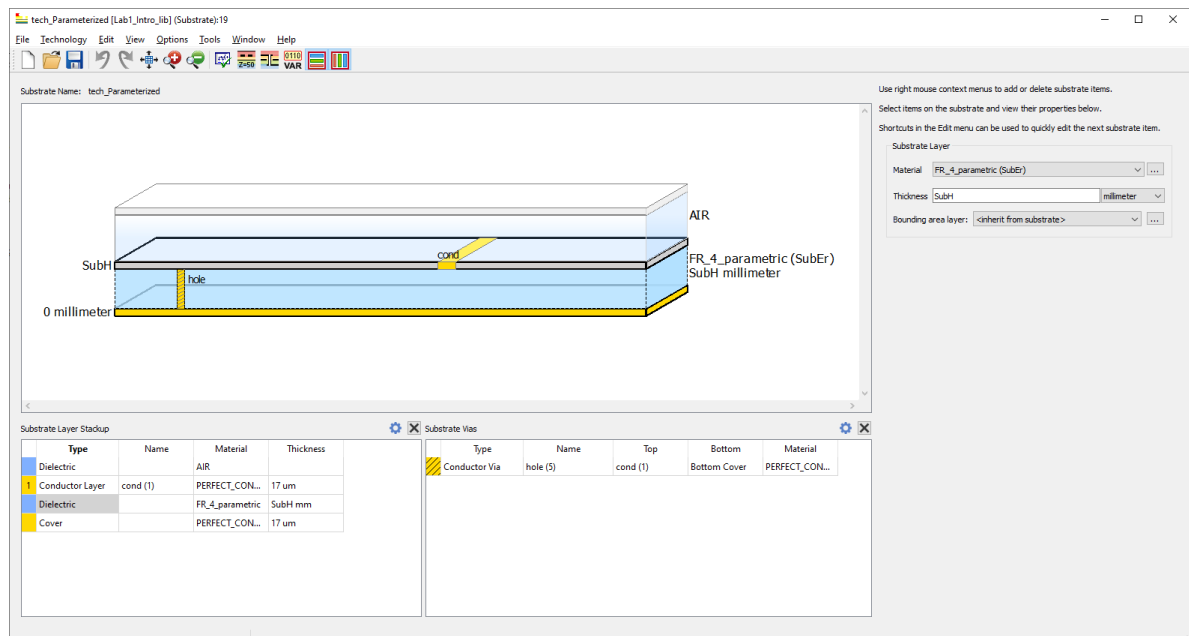 tech_Parameterized [Lab1_Intro_lib] (Substrate):19
File Technology Edit View Options Tools Window Help
Z=50
0110
VAR
Substrate Name: tech_Parameterized
Use right mouse context menus to add or delete substrate items.
Select items on the substrate and view their properties below.
Shortcuts in the Edit menu can be used to quickly edit the next substrate item.
Substrate Layer
Material FR_4_parametric (SubEr) ...
Thickness SubH millimeter
Bounding area layer: <inherit from substrate> ...
AIR
cond
SubH
FR_4_parametric (SubEr)
SubH millimeter
hole
0 millimeter
Substrate Layer Stackup
Type Name Material Thickness
Dielectric AIR
1 Conductor Layer cond (1) PERFECT_CON... 17 um
Dielectric FR_4_parametric SubH mm
Cover PERFECT_CON... 17 um
Substrate Vias
Type Name Top Bottom Material
Conductor Via hole (5) cond (1) Bottom Cover PERFECT_CON...